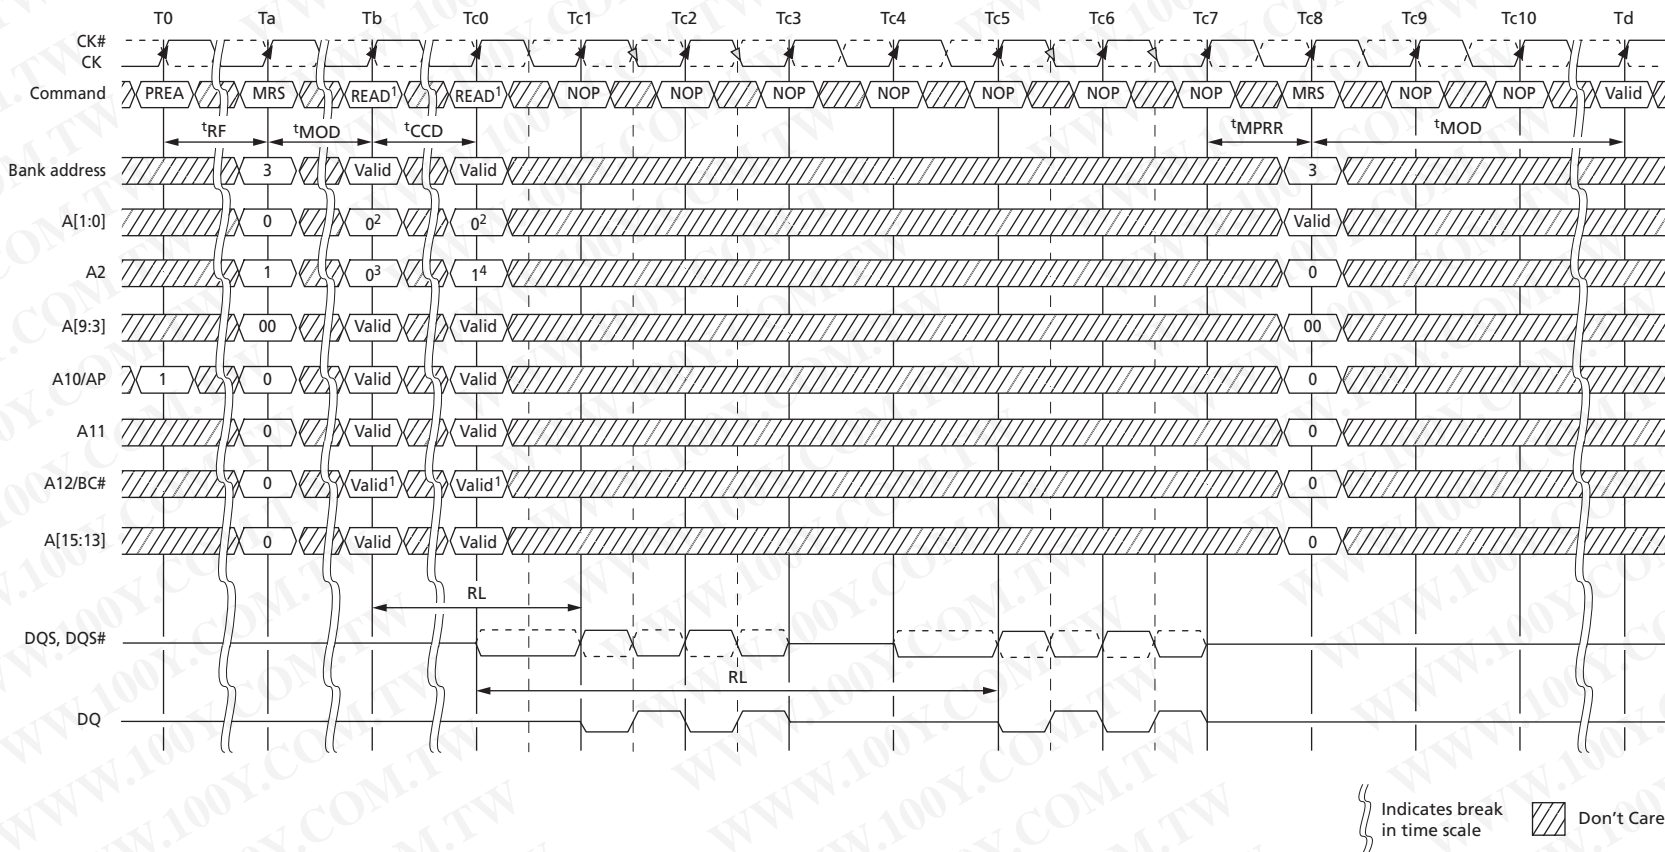 T0 Ta Tb Tc0 Tc1 Tc2 Tc3 Tc4 Tc5 Tc6 Tc7 Tc8 Tc9 Tc10 Td
CK#
CK
Command PREA MRS READ1 READ1 NOP NOP NOP NOP NOP NOP NOP MRS NOP NOP Valid
tRF tMOD tCCD tMPRR tMOD
Bank address 3 Valid Valid 3
A[1:0] 0 02 02 Valid
A2 1 03 14 0
A[9:3] 00 Valid Valid 00
A10/AP 1 0 Valid Valid 0
A11 0 Valid Valid 0
A12/BC# 0 Valid1 Valid1 0
A[15:13] 0 Valid Valid 0
RL
DQS, DQS#
RL
DQ
Indicates break
in time scale
Don't Care
WWW.100Y.COM.TW